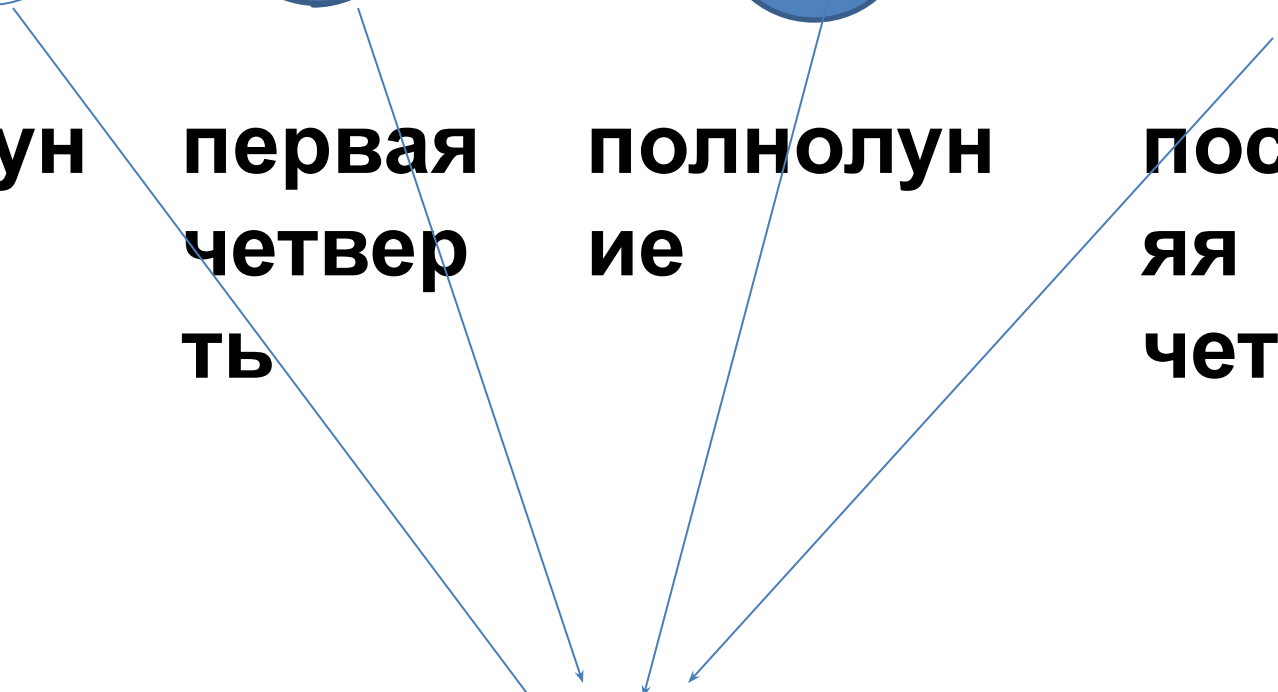 ун первая полнолун пос
четвер ие яя
ть чет